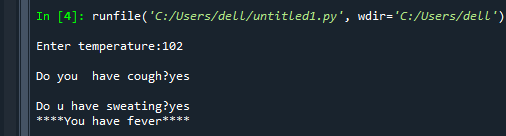 In [4]: runfile('C:/Users/dell/untitled1.py', wdir='C:/Users/dell')
Enter temperature:102
Do you  have cough?yes
Do u have sweating?yes
****You have fever****